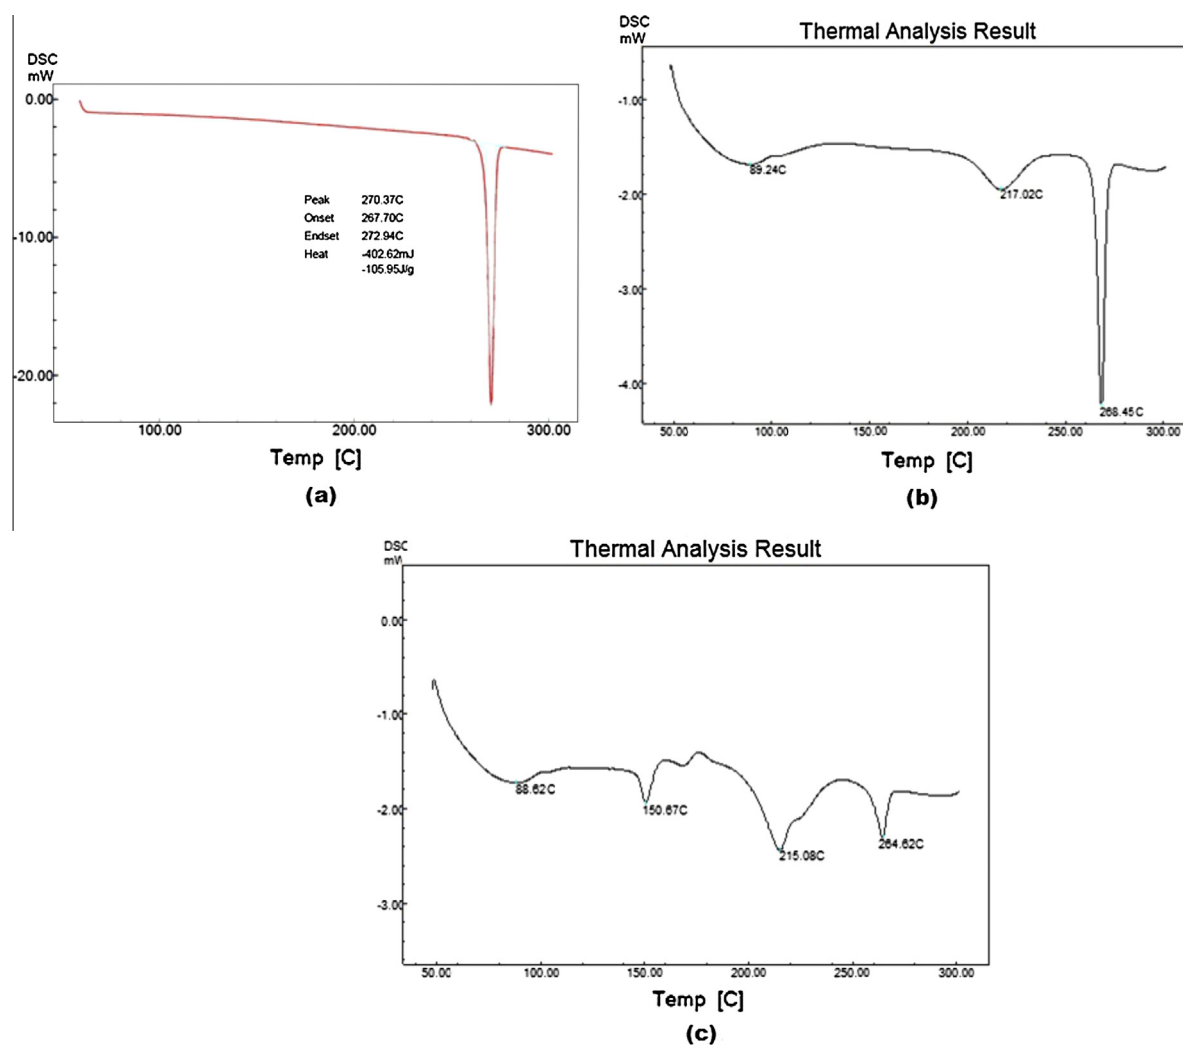 DSC
mW
0.00
-10.00
-20.00
Peak 270.37C
Onset 267.70C
Endset 272.94C
Heat -402.62mJ
-105.95J/g
100.00 200.00 300.00
Temp [C]
(a)
DSC
mW
Thermal Analysis Result
-1.00
-2.00
-3.00
-4.00
89.24C
217.02C
268.45C
50.00 100.00 150.00 200.00 250.00 300.00
Temp [C]
(b)
DSC
mW
Thermal Analysis Result
0.00
-1.00
-2.00
-3.00
88.62C
150.67C
215.08C
264.62C
50.00 100.00 150.00 200.00 250.00 300.00
Temp [C]
(c)